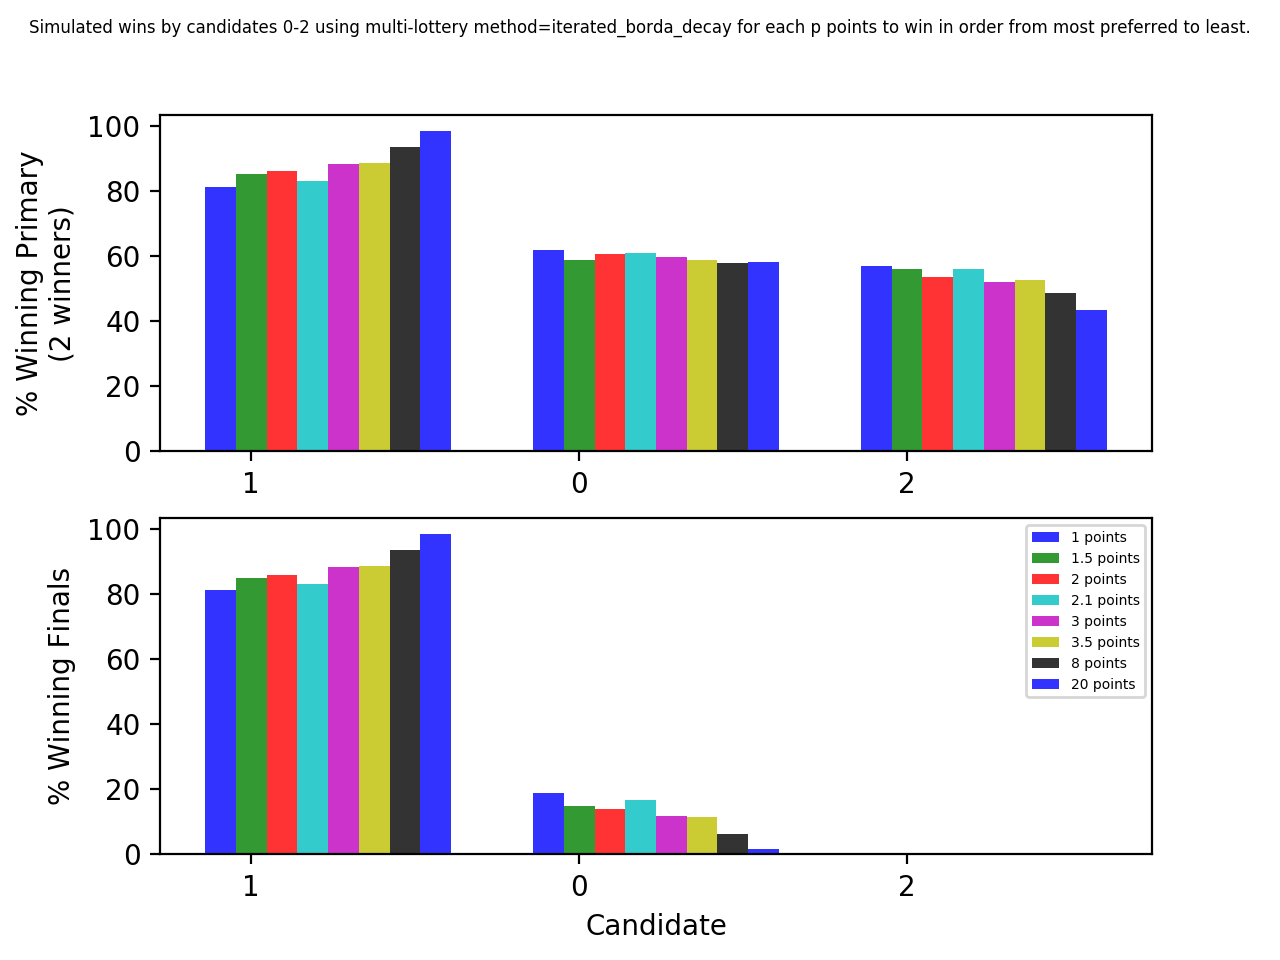 Simulated wins by candidates 0-2 using multi-lottery method=iterated_borda_decay for each p points to win in order from most preferred to least.
% Winning Primary
(2 winners)
100
80
60
40
20
0
1
0
2
% Winning Finals
100
80
60
40
20
0
1 points
1.5 points
2 points
2.1 points
3 points
3.5 points
8 points
20 points
1
0
2
Candidate